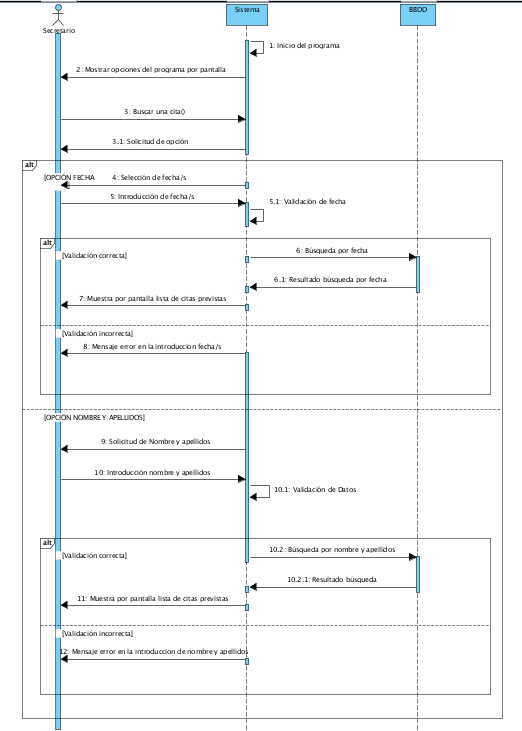 Secretario
Sistema
BBDD
1: Inicio del programa
2: Mostrar opciones del programa por pantalla
3: Buscar una cita()
3.1: Solicitud de opción
alt
[OPCIÓN FECHA
4: Selección de fecha/s
5: Introducción de fecha/s
5.1: Validación de fecha
alt
[Validación correcta]
6: Búsqueda por fecha
6.1: Resultado búsqueda por fecha
7: Muestra por pantalla lista de citas previstas
[Validación incorrecta]
8: Mensaje error en la introduccion fecha/s
[OPCIÓN NOMBRE Y APELLIDOS]
9: Solicitud de Nombre y apellidos
10: Introducción nombre y apellidos
10.1: Validación de Datos
alt
[Validación correcta]
10.2: Búsqueda por nombre y apellidos
10.2.1: Resultado búsqueda
11: Muestra por pantalla lista de citas previstas
[Validación incorrecta]
12: Mensaje error en la introduccion de nombre y apellidos